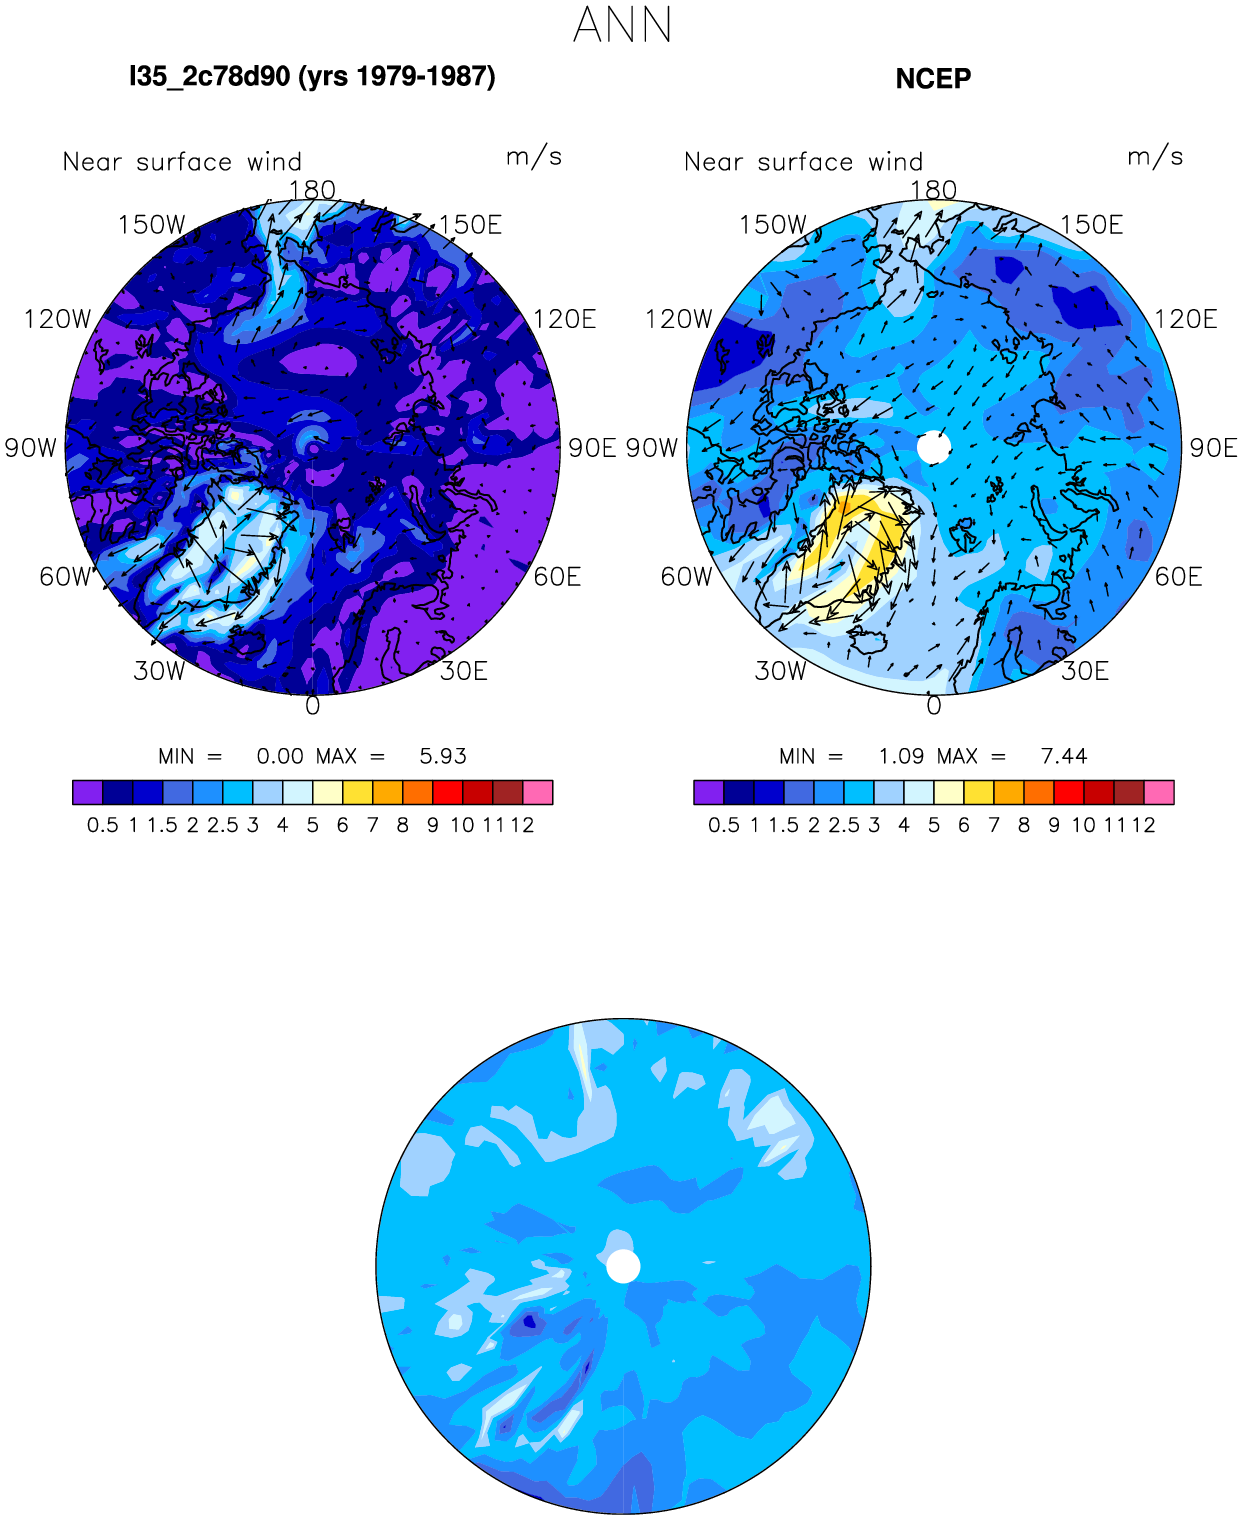 ANN
I35_2c78d90 (yrs 1979-1987)
NCEP
Near surface wind m/s
Near surface wind m/s
180
150W 150E
120W 120E
90W 90E
60W 60E
30W 30E
0
180
150W 150E
120W 120E
90W 90E
60W 60E
30W 30E
0
MIN = 0.00 MAX = 5.93
0.5 1 1.5 2 2.5 3 4 5 6 7 8 9 10 11 12
MIN = 1.09 MAX = 7.44
0.5 1 1.5 2 2.5 3 4 5 6 7 8 9 10 11 12